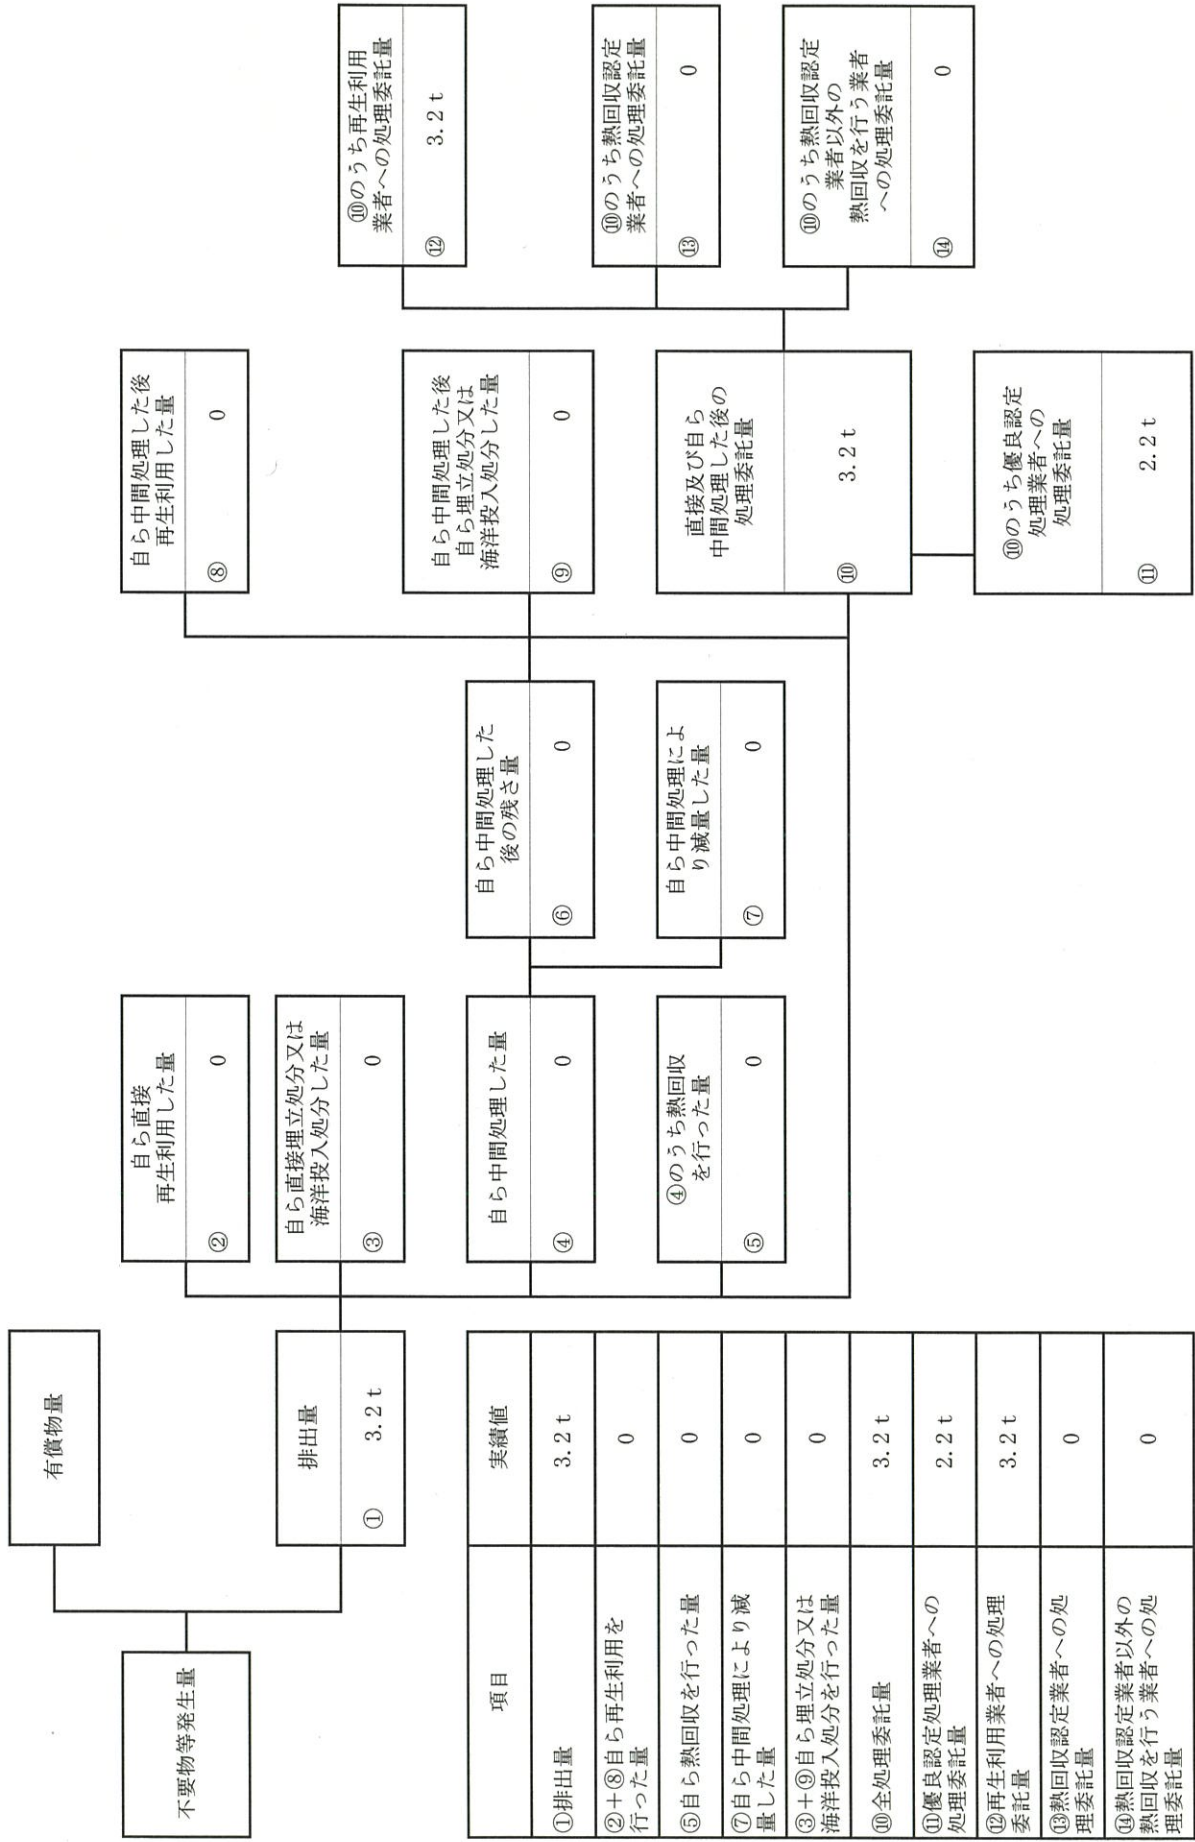 不要物等発生量
有償物量
排出量
① 3.2t
自ら直接
再生利用した量
② 0
自ら直接埋立処分又は
海洋投入処分した量
③ 0
自ら中間処理した量
④ 0
④のうち熱回収
を行った量
⑤ 0
自ら中間処理した
後の残さ量
⑥ 0
自ら中間処理によ
り減量した量
⑦ 0
自ら中間処理した後
再生利用した量
⑧ 0
自ら中間処理した後
自ら埋立処分又は
海洋投入処分した量
⑨ 0
直接及び自ら
中間処理した後の
処理委託量
⑩ 3.2t
⑩のうち優良認定
処理業者への
処理委託量
⑪ 2.2t
⑩のうち再生利用
業者への処理委託量
⑫ 3.2t
⑩のうち熱回収認定
業者への処理委託量
⑬ 0
⑩のうち熱回収認定
業者以外の
熱回収を行う業者
への処理委託量
⑭ 0
項目 実績値
①排出量 3.2t
②+⑧自ら再生利用を
行った量 0
⑤自ら熱回収を行った量 0
⑦自ら中間処理により減
量した量 0
③+⑨自ら埋立処分又は
海洋投入処分を行った量 0
⑩全処理委託量 3.2t
⑪優良認定処理業者への
処理委託量 2.2t
⑫再生利用業者への処理
委託量 3.2t
⑬熱回収認定業者への処
理委託量 0
⑭熱回収認定業者以外の
熱回収を行う業者への処
理委託量 0